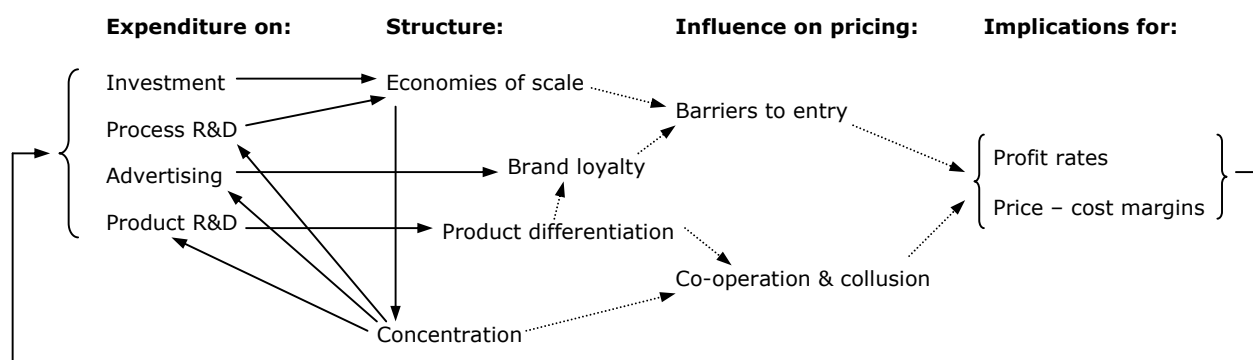 Expenditure on: Structure: Influence on pricing: Implications for:
Investment
Economies of scale
Barriers to entry
Process R&D
Profit rates
Advertising
Brand loyalty
Price – cost margins
Product R&D
Product differentiation
Co-operation & collusion
Concentration